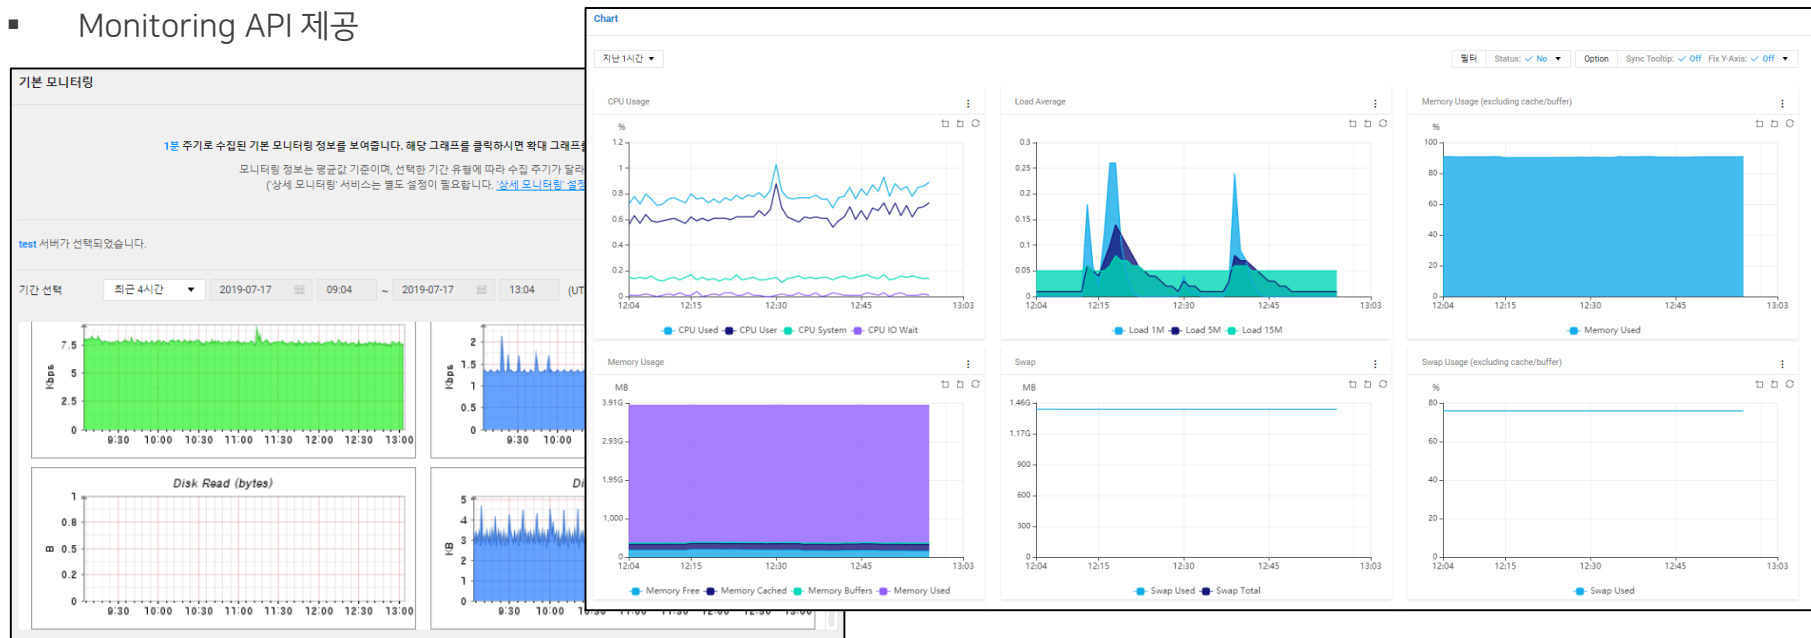 ▪ Monitoring API 제공
기본 모니터링
1분 주기로 수집된 기본 모니터링 정보를 보여줍니다. 해당 그래프를 클릭하시면 확대 그래프를
모니터링 정보는 평균값 기준이며, 선택한 기간 유형에 따라 수집 주기가 달라
('상세 모니터링' 서비스는 별도 설정이 필요합니다. '상세 모니터링' 설정
test 서버가 선택되었습니다.
기간 선택 최근 4시간 ▼ 2019-07-17 09:04 ~ 2019-07-17 13:04 (UT
7.5
5
2.5
0
Kbps
9:30 10:00 10:30 11:00 11:30 12:00 12:30 13:00
2
1.5
1
0.5
0
Kbps
9:30 10:00
Disk Read (bytes)
1
0.8
0.5
0.2
0
B
9:30 10:00 10:30 11:00 11:30 12:00 12:30 13:00
Di
5
4
3
2
1
0
KB
9:30 10:00 10:30 11:00 11:30 12:00 12:30 13:00
Chart
지난 1시간 ▼
필터 Status: ✓ No ▼ Option Sync Tooltip: ✓ Off Fix Y-Axis: ✓ Off ▼
CPU Usage
%
1.2
1
0.8
0.6
0.4
0.2
0
12:04 12:15 12:30 12:45 13:03
CPU Used CPU User CPU System CPU IO Wait
Load Average
0.3
0.25
0.2
0.15
0.1
0.05
0
12:04 12:15 12:30 12:45 13:03
Load 1M Load 5M Load 15M
Memory Usage (excluding cache/buffer)
%
100
80
60
40
20
0
12:04 12:15 12:30 12:45 13:03
Memory Used
Memory Usage
MB
3.91G
2.93G
1.95G
1,000
0
12:04 12:15 12:30 12:45 13:03
Memory Free Memory Cached Memory Buffers Memory Used
Swap
MB
1.46G
1.17G
900
600
300
0
12:04 12:15 12:30 12:45 13:03
Swap Used Swap Total
Swap Usage (excluding cache/buffer)
%
80
60
40
20
0
12:04 12:15 12:30 12:45 13:03
Swap Used